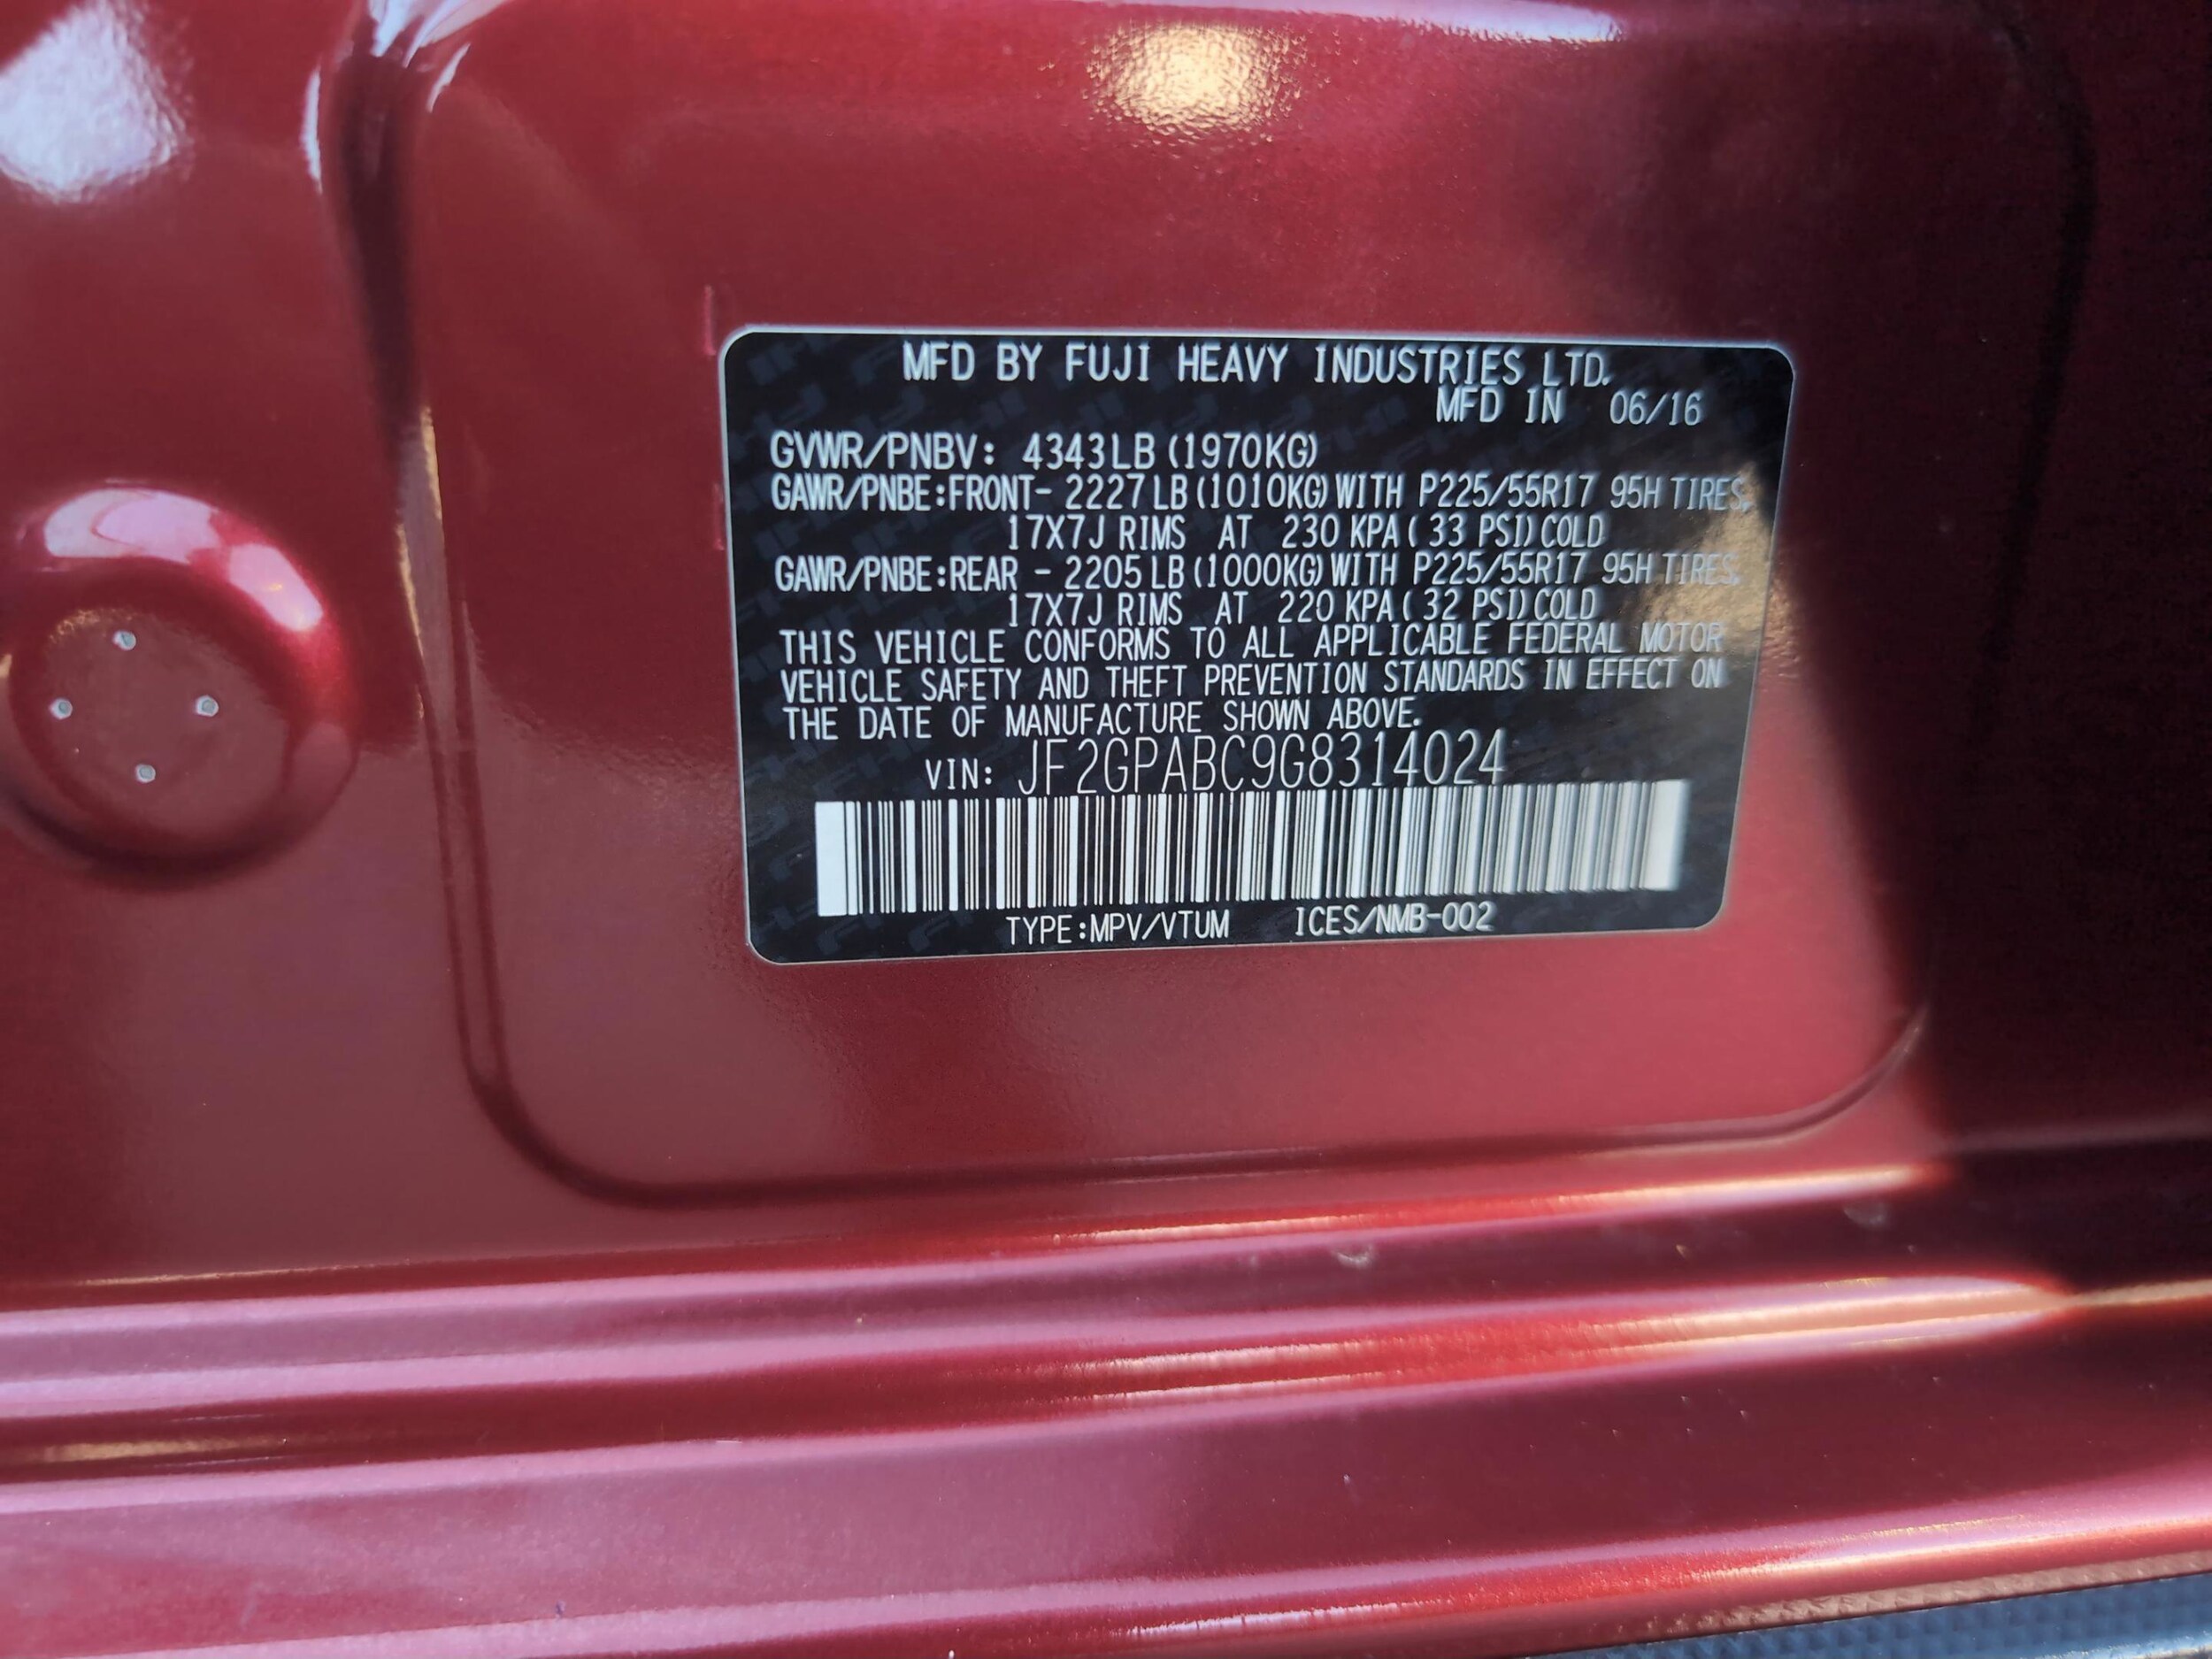 MFD BY FUJI HEAVY INDUSTRIES LTD.
MFD IN 06/16
GVWR/PNBV: 4343LB (1970KG)
GAWR/PNBE:FRONT- 2227LB (1010KG) WITH P225/55R17 95H TIRES,
17X7J RIMS AT 230 KPA ( 33 PSI) COLD
GAWR/PNBE:REAR - 2205LB (1000KG) WITH P225/55R17 95H TIRES,
17X7J RIMS AT 220 KPA ( 32 PSI) COLD
THIS VEHICLE CONFORMS TO ALL APPLICABLE FEDERAL MOTOR
VEHICLE SAFETY AND THEFT PREVENTION STANDARDS IN EFFECT ON
THE DATE OF MANUFACTURE SHOWN ABOVE.
VIN: JF2GPABC9G8314024
TYPE:MPV/VTUM ICES/NMB-002